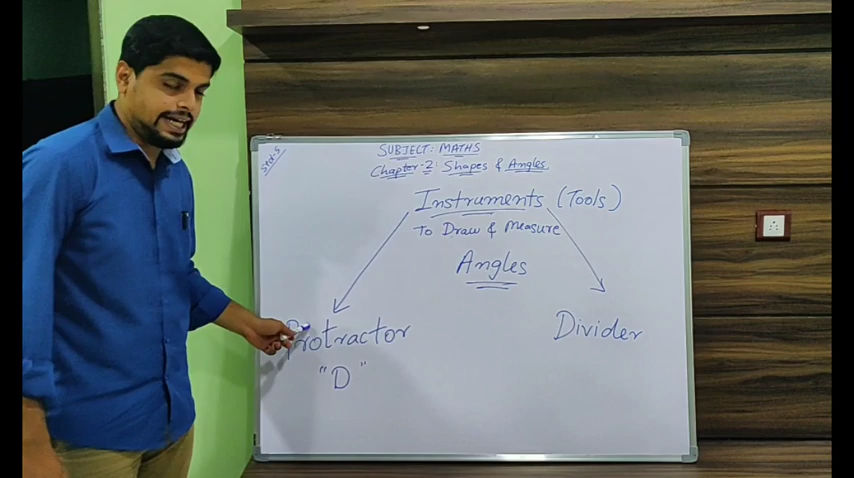 Std-5
SUBJECT: MATHS
Chapter-2: Shapes & Angles
Instruments (Tools)
To Draw & Measure
Angles
Protractor
Divider
"D"